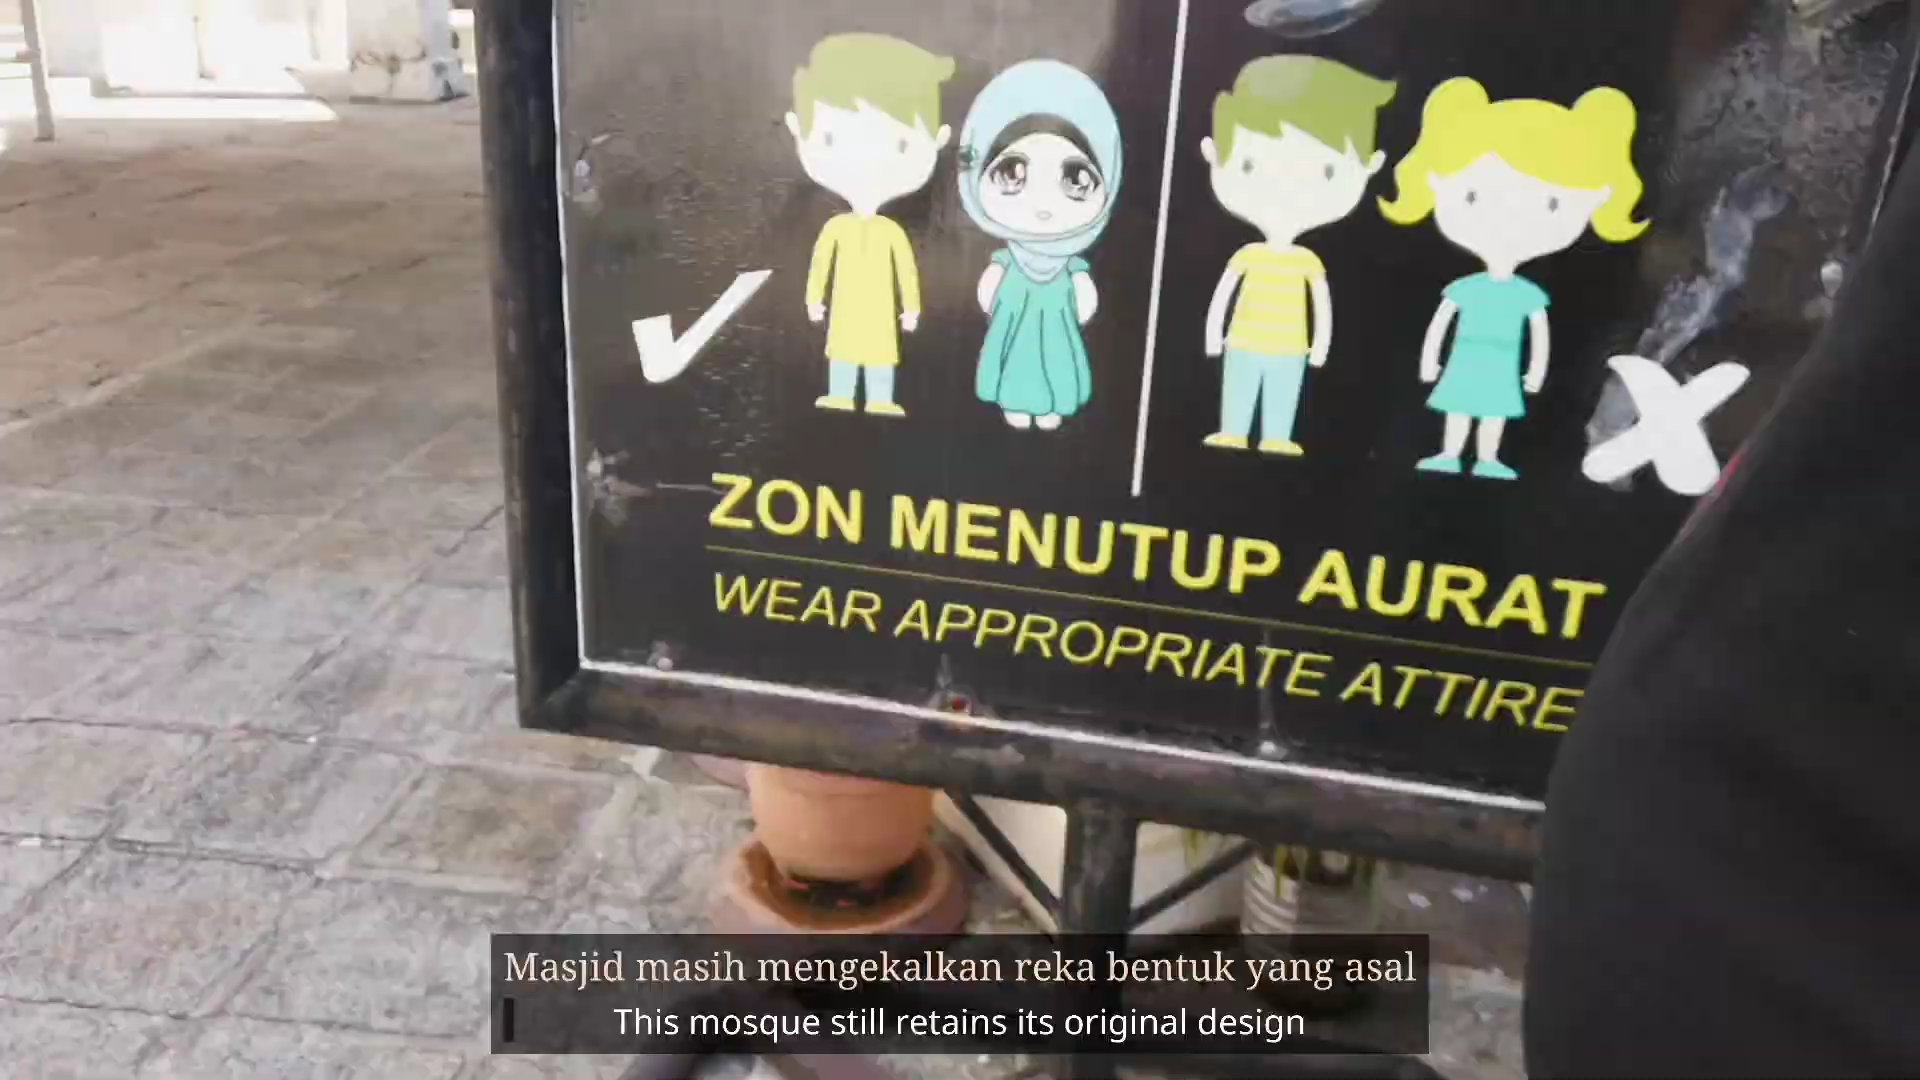 ZON MENUTUP AURAT
WEAR APPROPRIATE ATTIRE
Masjid masih mengekalkan reka bentuk yang asal
This mosque still retains its original design